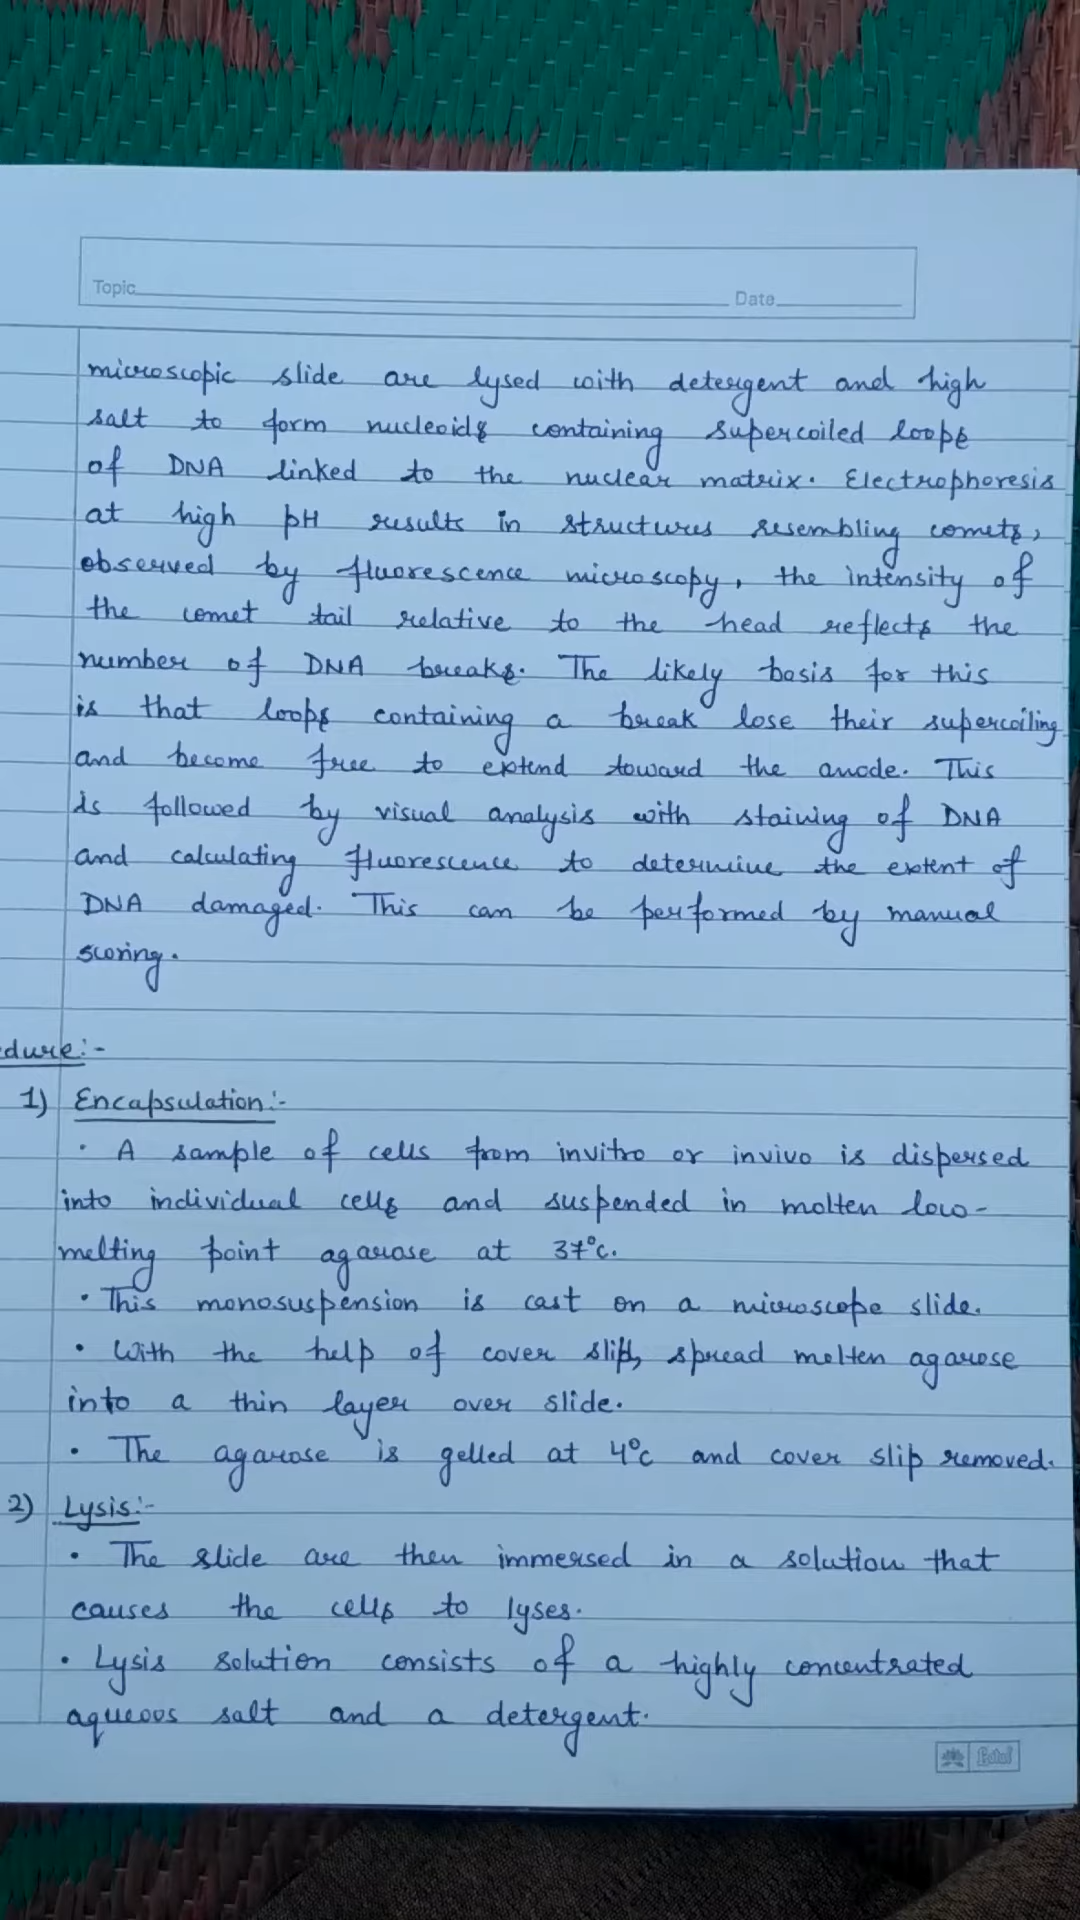 Topic Date
microscopic slide are lysed with detergent and high
salt to form nucleoids containing supercoiled loops
of DNA linked to the nuclear matrix. Electrophoresis
at high pH results in structures resembling comets,
observed by fluorescence microscopy, the intensity of
the comet tail relative to the head reflects the
number of DNA breaks. The likely basis for this
is that loops containing a break lose their supercoiling
and become free to extend toward the anode. This
is followed by visual analysis with staining of DNA
and calculating fluorescence to determine the extent of
DNA damaged. This can be performed by manual
scoring.
dure:-
1) Encapsulation:-
· A sample of cells from invitro or invivo is dispersed
into individual cells and suspended in molten low-
melting point agarose at 37°c.
· This monosuspension is cast on a microscope slide.
· With the help of cover slip, spread molten agarose
into a thin layer over slide.
· The agarose is gelled at 4°c and cover slip removed.
2) Lysis:-
· The slide are then immersed in a solution that
causes the cells to lyses.
· Lysis solution consists of a highly concentrated
aqueous salt and a detergent.